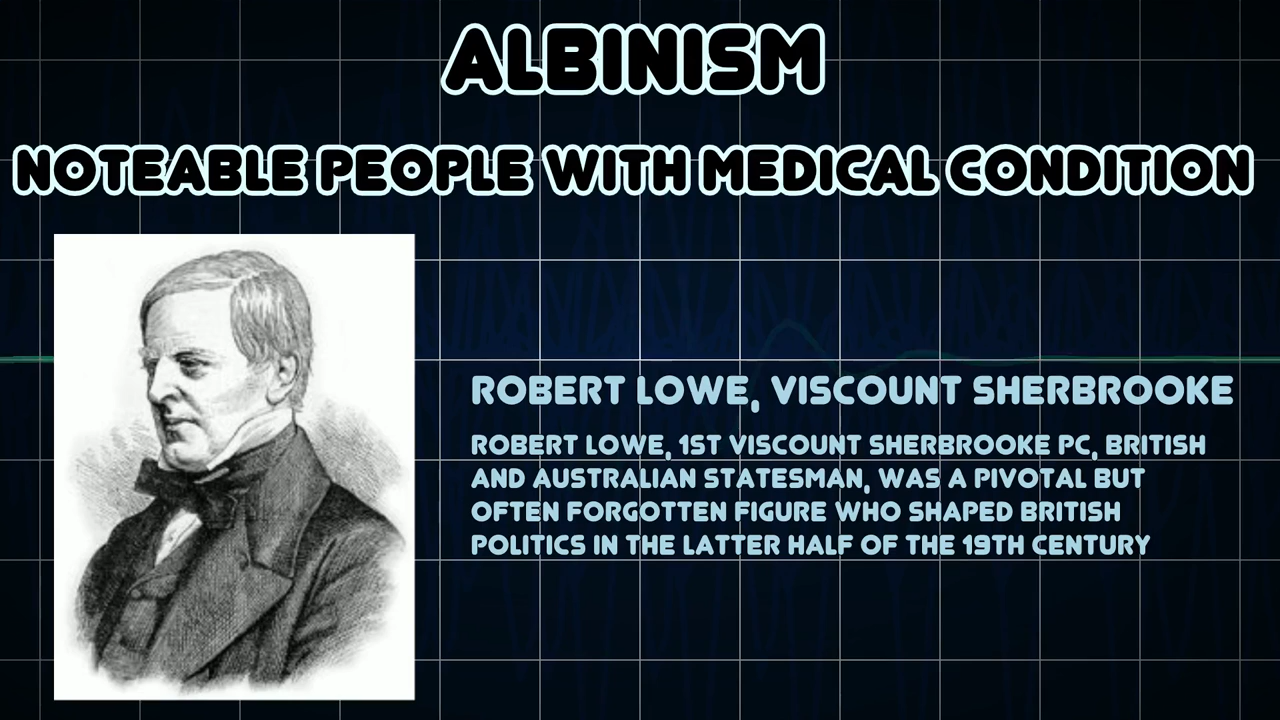 ALBINISM
NOTEABLE PEOPLE WITH MEDICAL CONDITION
ROBERT LOWE, VISCOUNT SHERBROOKE
ROBERT LOWE, 1ST VISCOUNT SHERBROOKE PC, BRITISH
AND AUSTRALIAN STATESMAN, WAS A PIVOTAL BUT
OFTEN FORGOTTEN FIGURE WHO SHAPED BRITISH
POLITICS IN THE LATTER HALF OF THE 19TH CENTURY